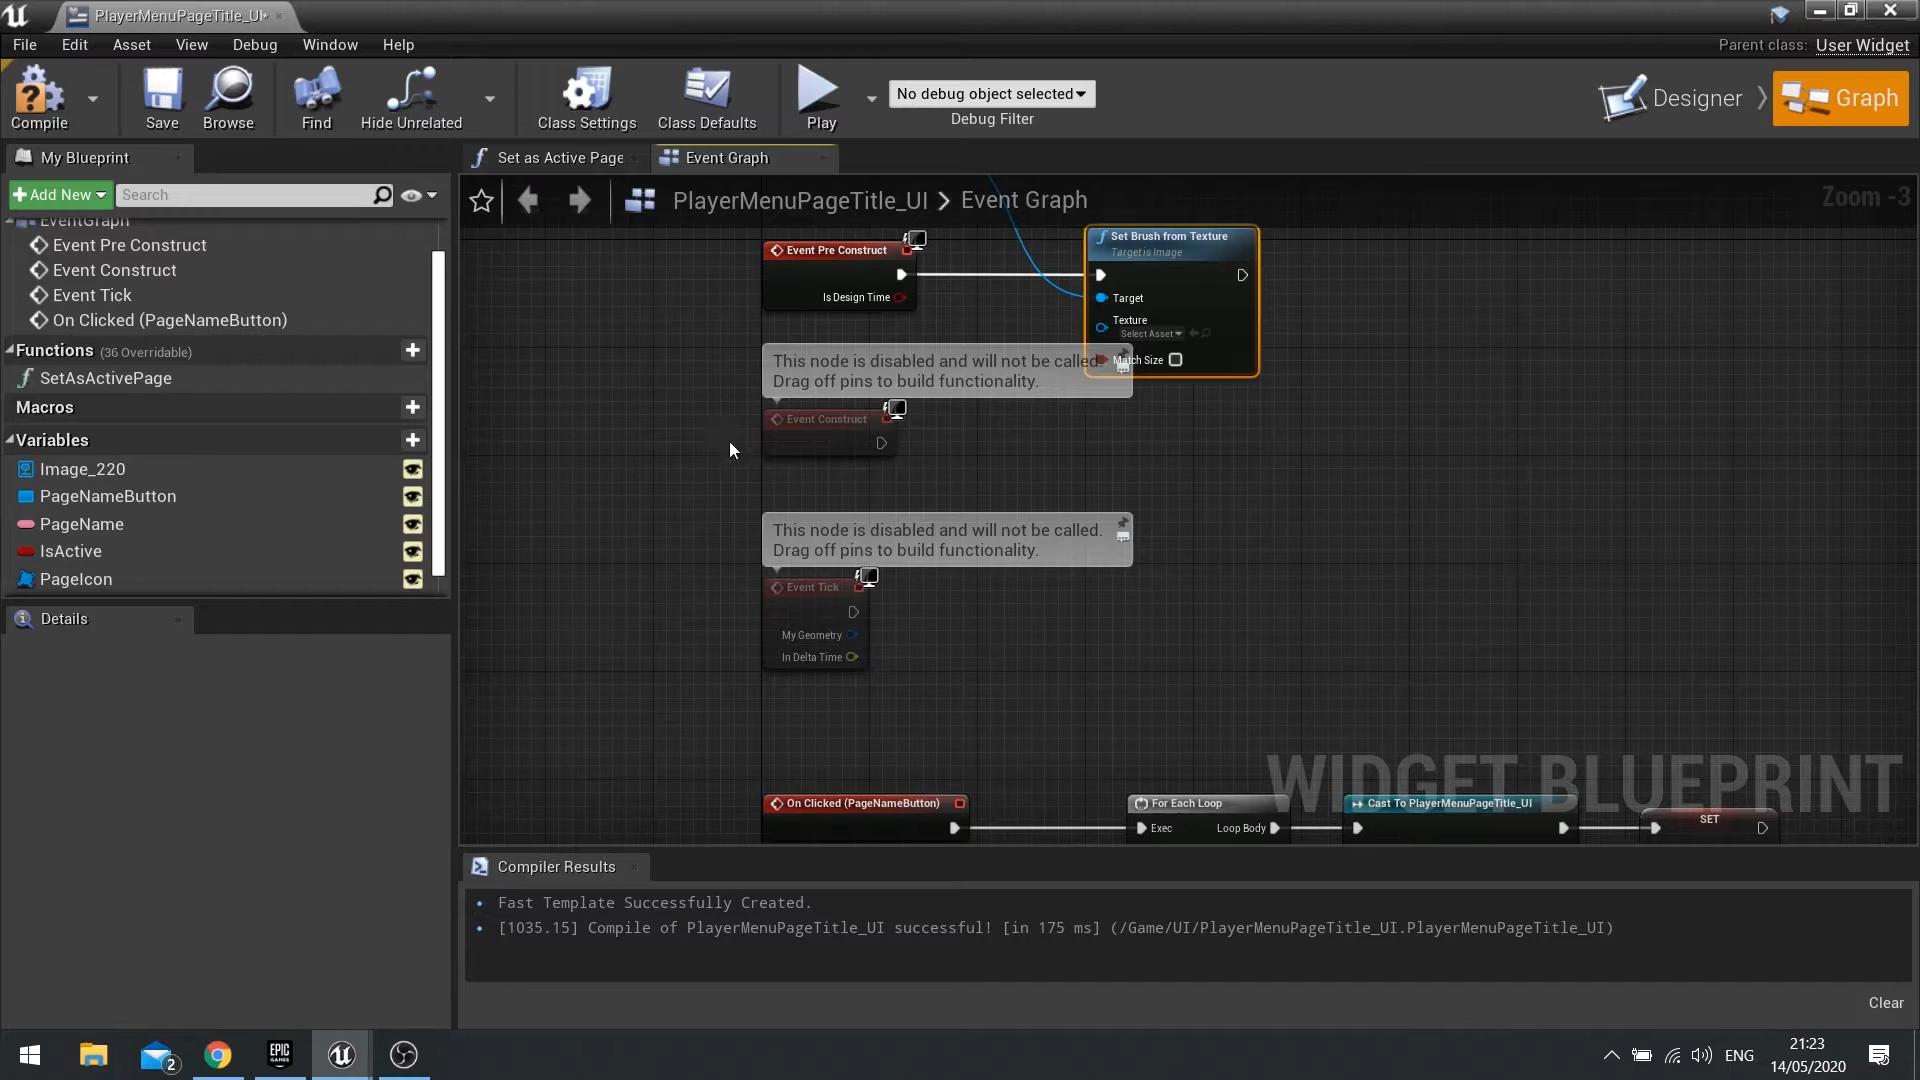 PlayerMenuPageTitle_UI*
File Edit Asset View Debug Window Help
Parent class: User Widget
Compile Save Browse Find Hide Unrelated Class Settings Class Defaults Play
No debug object selected
Debug Filter
Designer
Graph
My Blueprint
Set as Active Page
Event Graph
Add New
Search
PlayerMenuPageTitle_UI > Event Graph
Zoom -3
EventGraph
Event Pre Construct
Event Construct
Event Tick
On Clicked (PageNameButton)
Functions (36 Overridable)
SetAsActivePage
Macros
Variables
Image_220
PageNameButton
PageName
IsActive
PageIcon
Details
Event Pre Construct
Is Design Time
Set Brush from Texture
Target is Image
Target
Texture
Select Asset
Match Size
This node is disabled and will not be called.
Drag off pins to build functionality.
Event Construct
This node is disabled and will not be called.
Drag off pins to build functionality.
Event Tick
My Geometry
In Delta Time
WIDGET BLUEPRINT
On Clicked (PageNameButton)
For Each Loop
Exec
Loop Body
Cast To PlayerMenuPageTitle_UI
SET
Compiler Results
• Fast Template Successfully Created.
• [1035.15] Compile of PlayerMenuPageTitle_UI successful! [in 175 ms] (/Game/UI/PlayerMenuPageTitle_UI.PlayerMenuPageTitle_UI)
Clear
2
EPIC
GAMES
ENG
21:23
14/05/2020